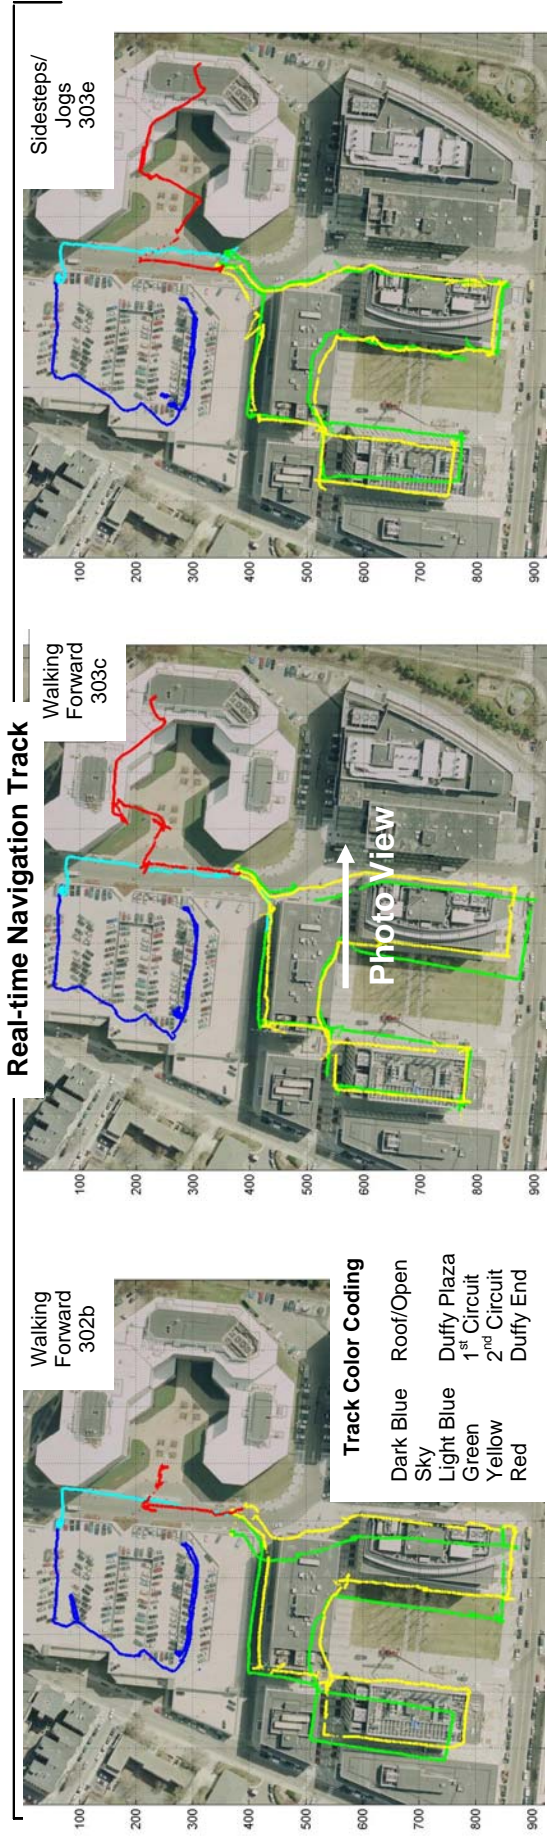 Real-time Navigation Track
Walking
Forward
302b
Walking
Forward
303c
Sidesteps/
Jogs
303e
100
200
300
400
500
600
700
800
900
100
200
300
400
500
600
700
800
900
100
200
300
400
500
600
700
800
900
Photo View
Track Color Coding
Dark Blue Roof/Open
Sky
Light Blue Duffy Plaza
Green 1st Circuit
Yellow 2nd Circuit
Red Duffy End